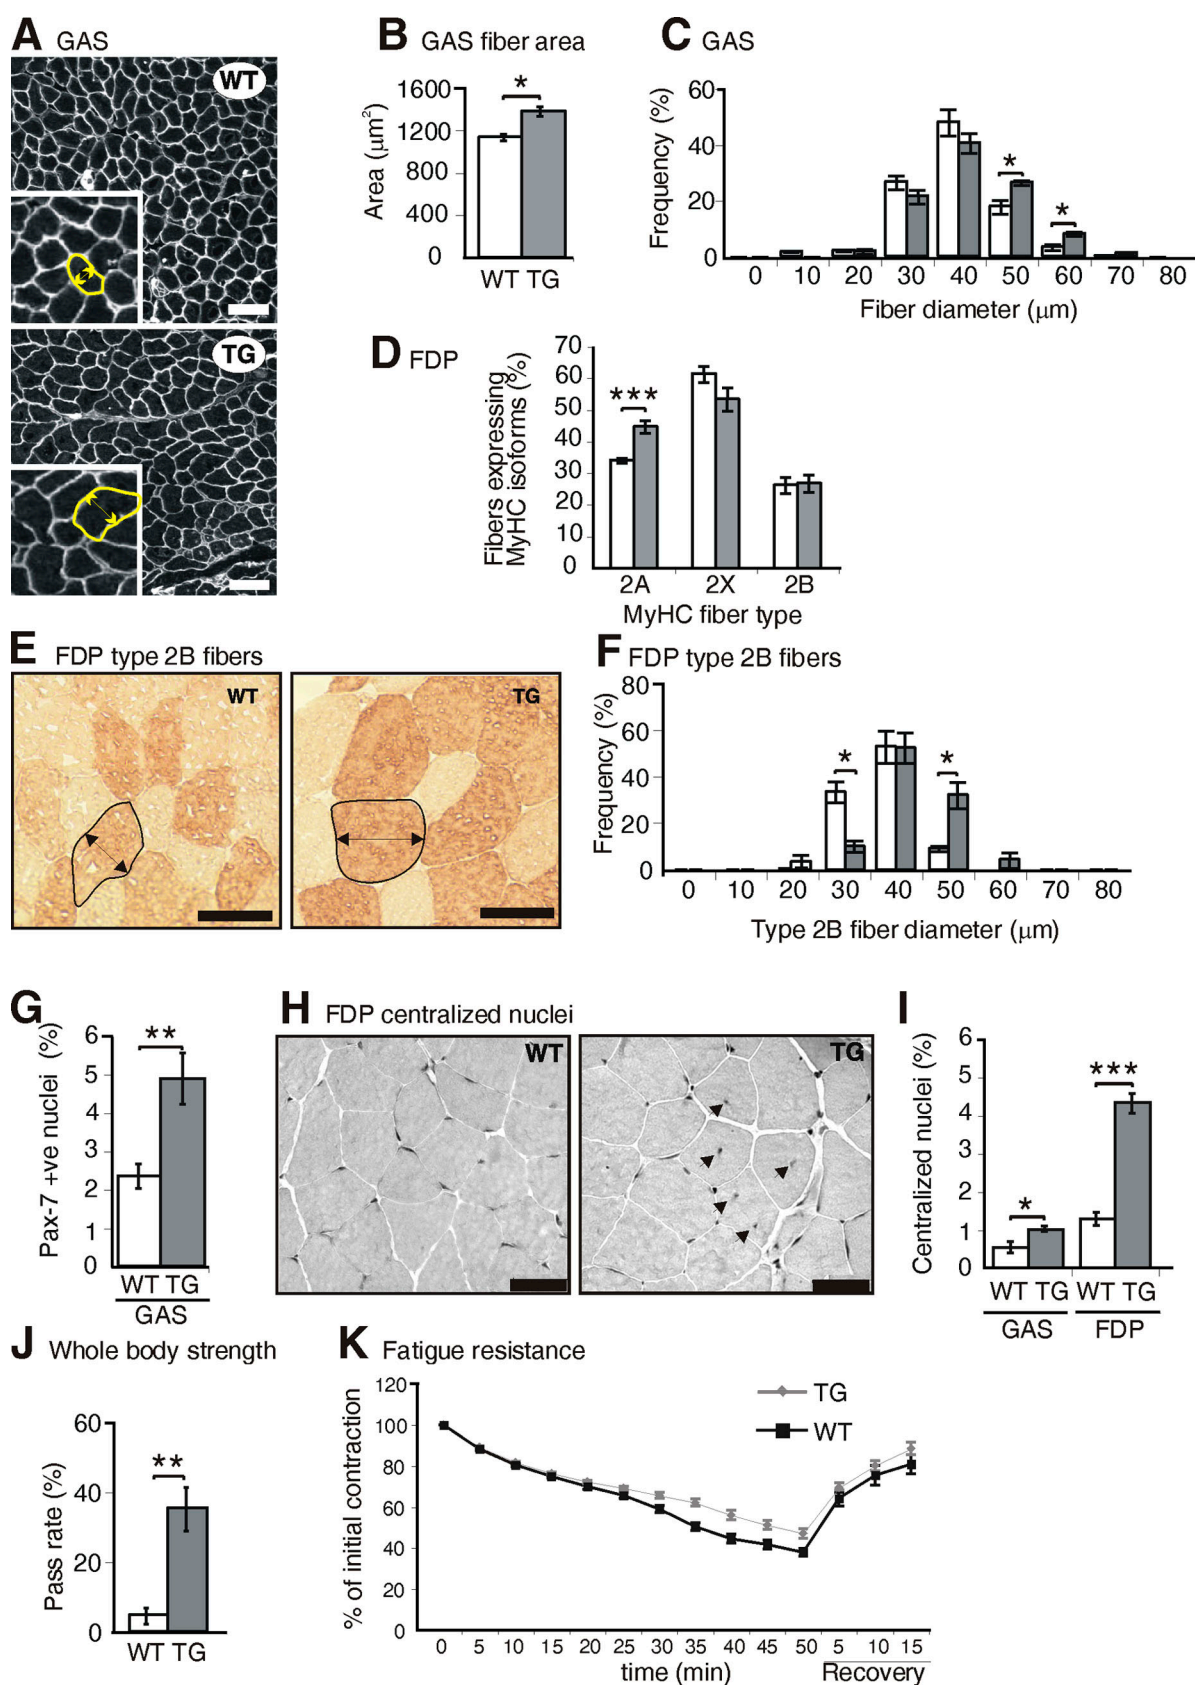 A GAS
WT
TG
B GAS fiber area
*
Area (μm²)
1600
1200
800
400
0
WT TG
C GAS
Frequency (%)
60
40
20
0
* *
0 10 20 30 40 50 60 70 80
Fiber diameter (μm)
D FDP
Fibers expressing
MyHC isoforms (%)
70
60
50
40
30
20
10
0
***
2A 2X 2B
MyHC fiber type
E FDP type 2B fibers
WT
TG
F FDP type 2B fibers
Frequency (%)
80
60
40
20
0
* *
0 10 20 30 40 50 60 70 80
Type 2B fiber diameter (μm)
G
Pax-7 +ve nuclei (%)
6
5
4
3
2
1
0
**
WT TG
GAS
H FDP centralized nuclei
WT
TG
I
Centralized nuclei (%)
6
5
4
3
2
1
0
* ***
WT TG WT TG
GAS FDP
J Whole body strength
Pass rate (%)
60
40
20
0
**
WT TG
K Fatigue resistance
% of initial contraction
120
100
80
60
40
20
0
TG
WT
0 5 10 15 20 25 30 35 40 45 50 5 10 15
time (min) Recovery